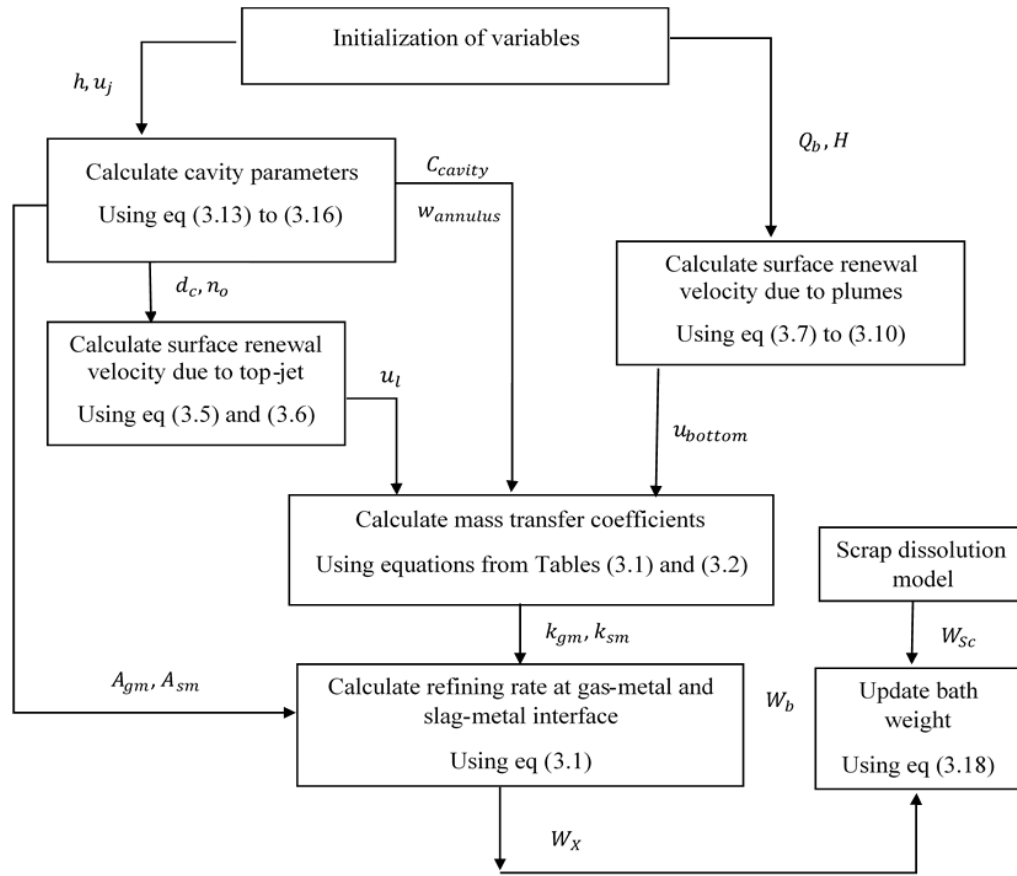 Initialization of variables
h, u_j
Q_b, H
Calculate cavity parameters
Using eq (3.13) to (3.16)
C_cavity
w_annulus
d_c, n_o
Calculate surface renewal
velocity due to plumes
Using eq (3.7) to (3.10)
Calculate surface renewal
velocity due to top-jet
Using eq (3.5) and (3.6)
u_l
u_bottom
Calculate mass transfer coefficients
Using equations from Tables (3.1) and (3.2)
Scrap dissolution
model
k_gm, k_sm
W_Sc
A_gm, A_sm
Calculate refining rate at gas-metal and
slag-metal interface
Using eq (3.1)
W_b
Update bath
weight
Using eq (3.18)
W_X